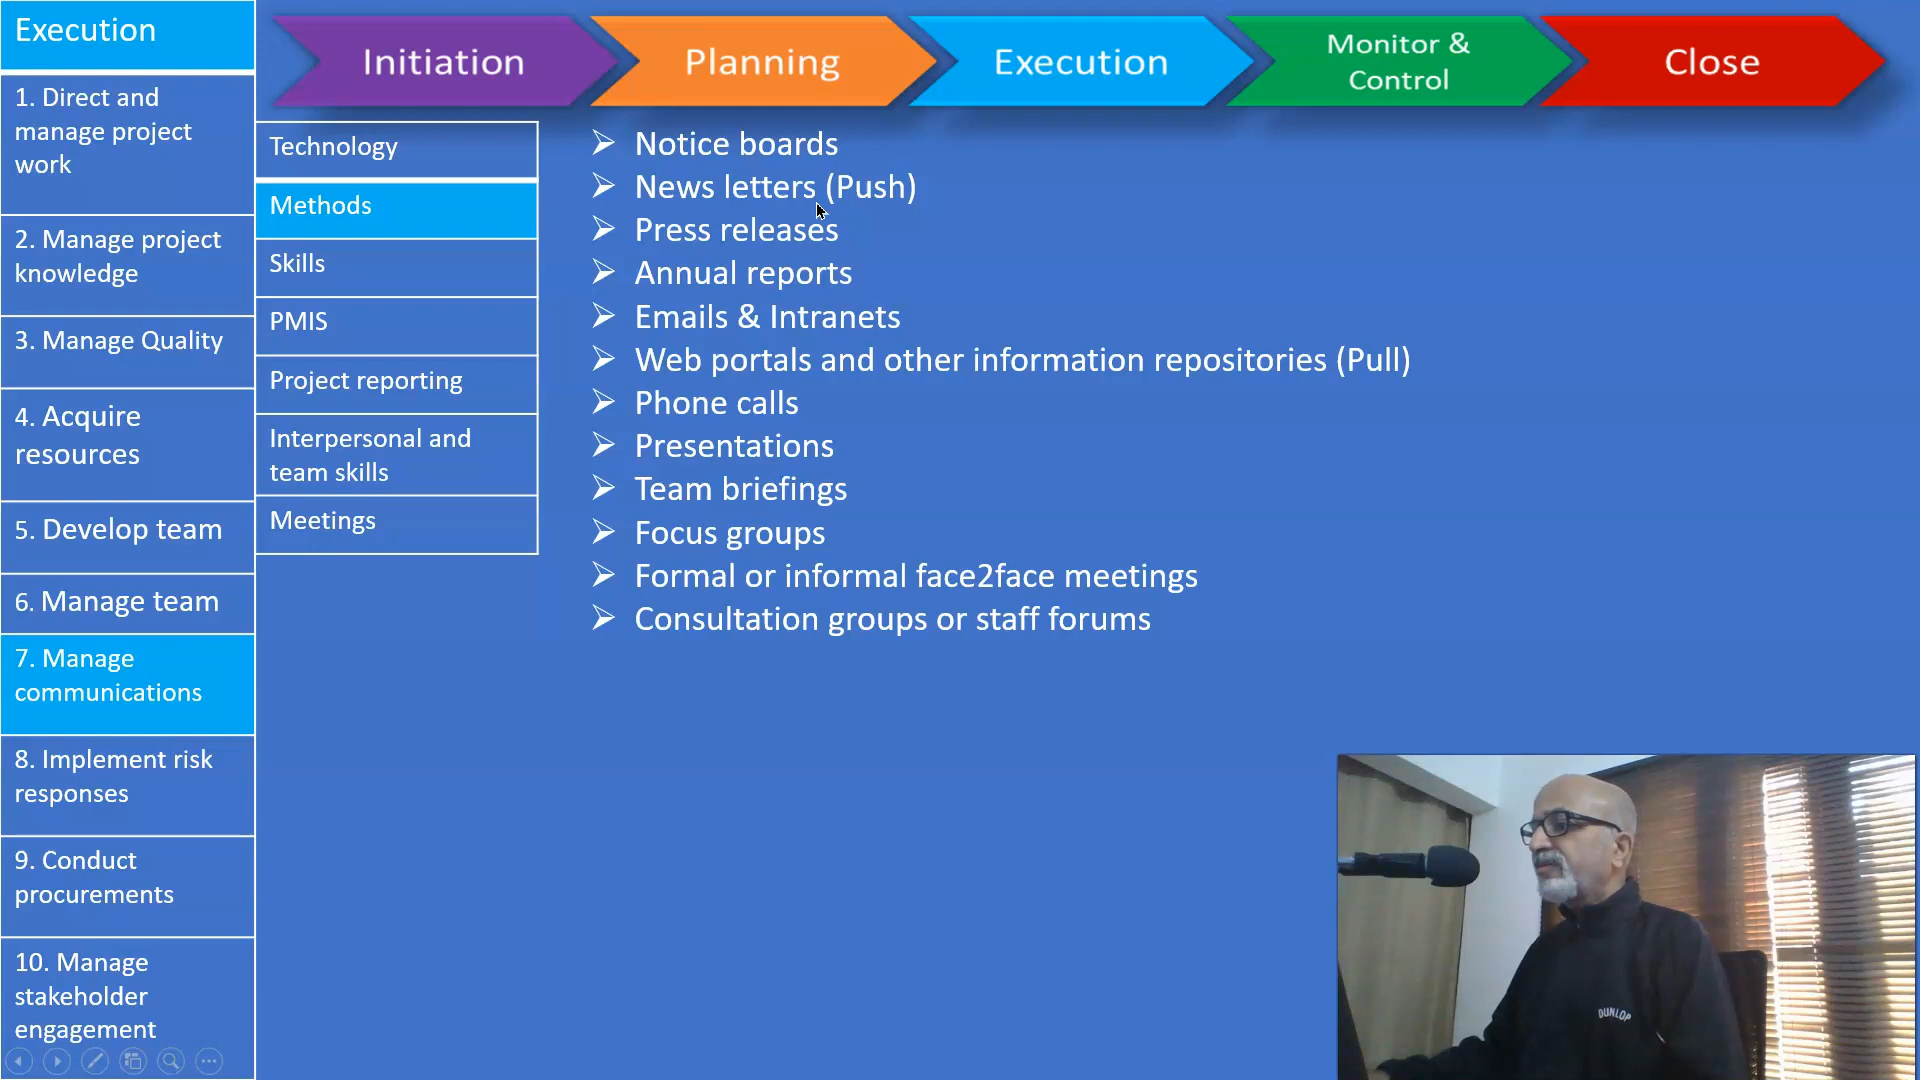 Execution
1. Direct and
manage project
work
2. Manage project
knowledge
3. Manage Quality
4. Acquire
resources
5. Develop team
6. Manage team
7. Manage
communications
8. Implement risk
responses
9. Conduct
procurements
10. Manage
stakeholder
engagement
Initiation
Planning
Execution
Monitor &
Control
Close
Technology
Methods
Skills
PMIS
Project reporting
Interpersonal and
team skills
Meetings
Notice boards
News letters (Push)
Press releases
Annual reports
Emails & Intranets
Web portals and other information repositories (Pull)
Phone calls
Presentations
Team briefings
Focus groups
Formal or informal face2face meetings
Consultation groups or staff forums
DUNLOP